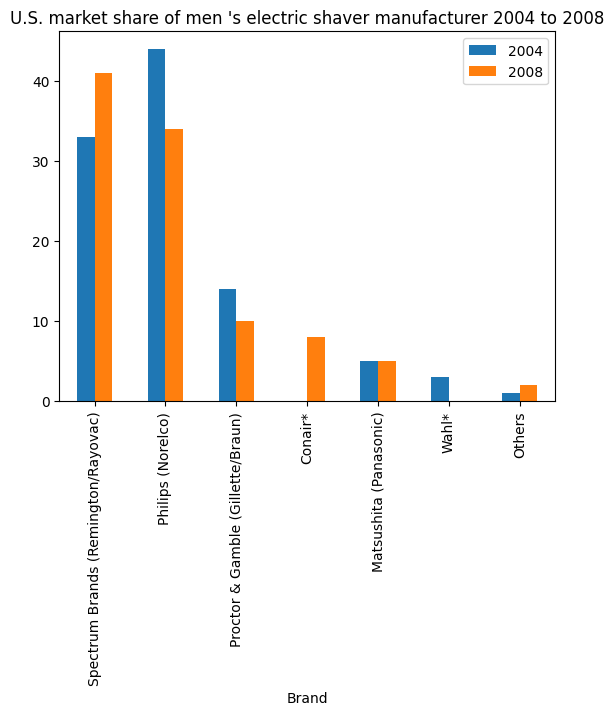 U.S. market share of men 's electric shaver manufacturer 2004 to 2008
2004
2008
40
30
20
10
0
Spectrum Brands (Remington/Rayovac)
Philips (Norelco)
Proctor & Gamble (Gillette/Braun)
Conair*
Matsushita (Panasonic)
Wahl*
Others
Brand